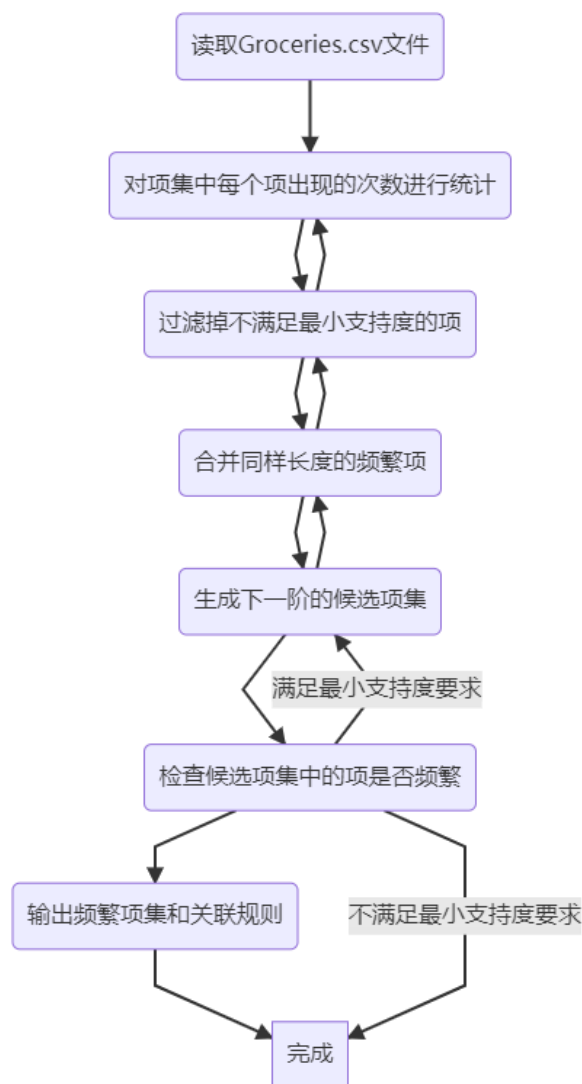 读取Groceries.csv文件
对项集中每个项出现的次数进行统计
过滤掉不满足最小支持度的项
合并同样长度的频繁项
生成下一阶的候选项集
满足最小支持度要求
检查候选项集中的项是否频繁
输出频繁项集和关联规则
不满足最小支持度要求
完成